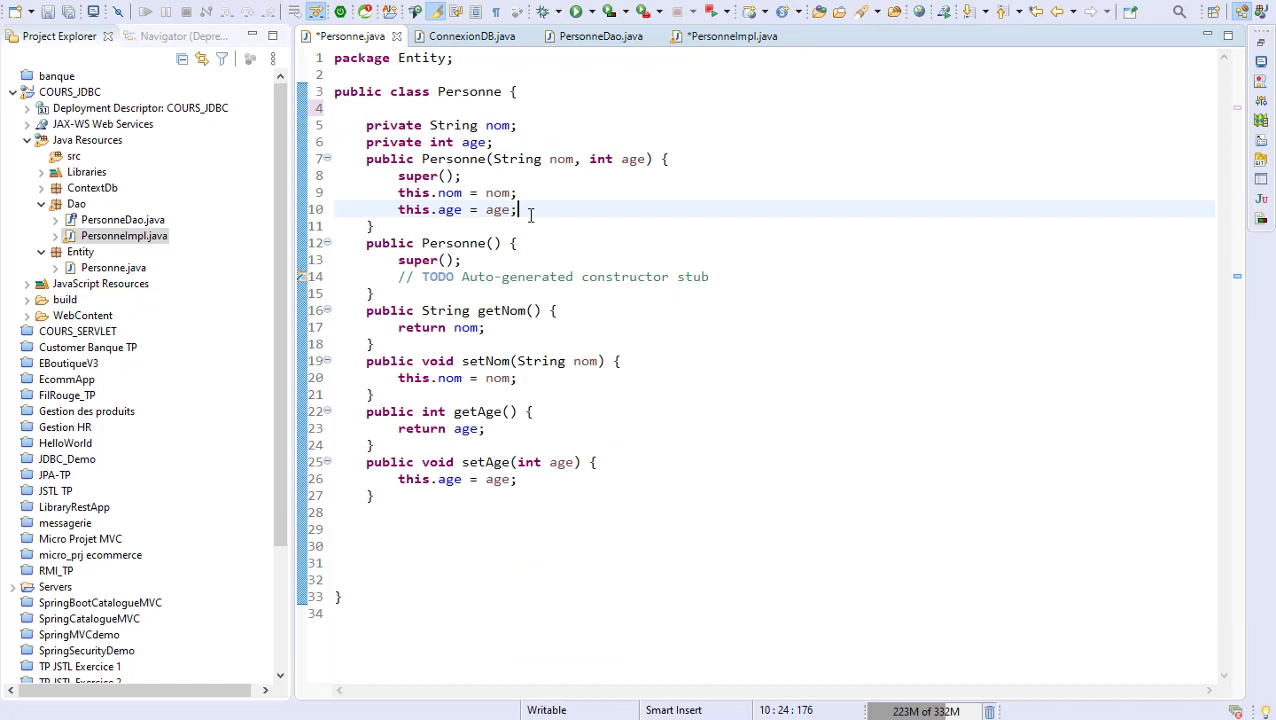 Project Explorer
Navigator (Depre...
*Personne.java
ConnexionDB.java
PersonneDao.java
*PersonneImpl.java
banque
COURS_JDBC
Deployment Descriptor: COURS_JDBC
JAX-WS Web Services
Java Resources
src
Libraries
ContextDb
Dao
PersonneDao.java
PersonneImpl.java
Entity
Personne.java
JavaScript Resources
build
WebContent
COURS_SERVLET
Customer Banque TP
EBoutiqueV3
EcommApp
FilRouge_TP
Gestion des produits
Gestion HR
HelloWorld
JDBC_Demo
JPA-TP
JSTL TP
LibraryRestApp
messagerie
Micro Projet MVC
micro_prj ecommerce
RMI_TP
Servers
SpringBootCatalogueMVC
SpringCatalogueMVC
SpringMVCdemo
SpringSecurityDemo
TP JSTL Exercice 1
TP JSTL Exercice 2
1 package Entity;
2
3 public class Personne {
4
5 private String nom;
6 private int age;
7 public Personne(String nom, int age) {
8 super();
9 this.nom = nom;
10 this.age = age;
11 }
12 public Personne() {
13 super();
14 // TODO Auto-generated constructor stub
15 }
16 public String getNom() {
17 return nom;
18 }
19 public void setNom(String nom) {
20 this.nom = nom;
21 }
22 public int getAge() {
23 return age;
24 }
25 public void setAge(int age) {
26 this.age = age;
27 }
28
29
30
31
32
33 }
34
Writable
Smart Insert
10 : 24 : 176
223M of 332M